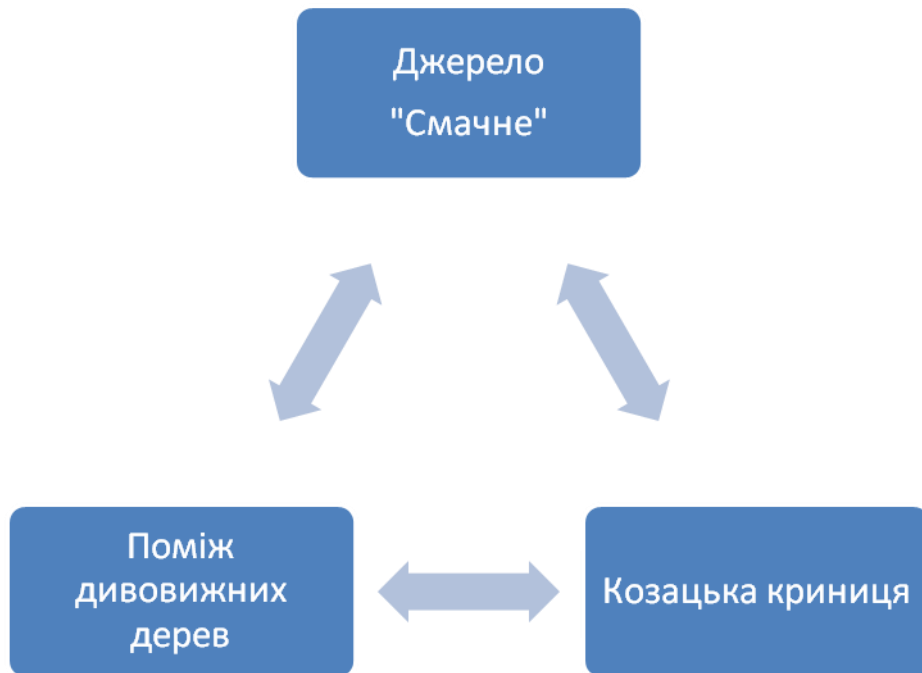 Джерело
"Смачне"
Поміж
дивовижних
дерев
Козацька криниця